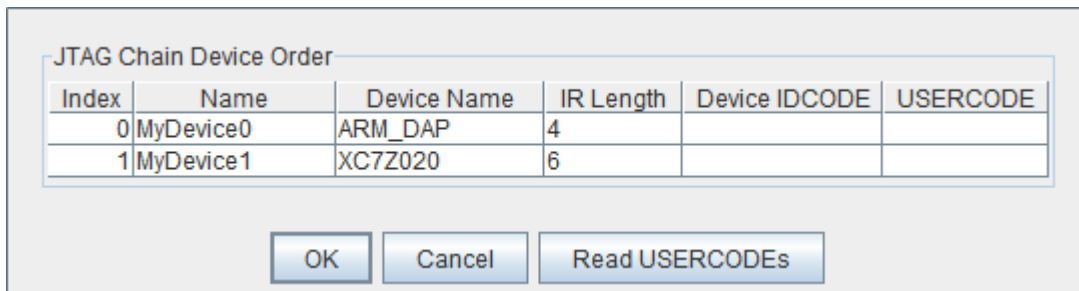 JTAG Chain Device Order
Index Name Device Name IR Length Device IDCODE USERCODE
0 MyDevice0 ARM_DAP 4
1 MyDevice1 XC7Z020 6
OK Cancel Read USERCODEs